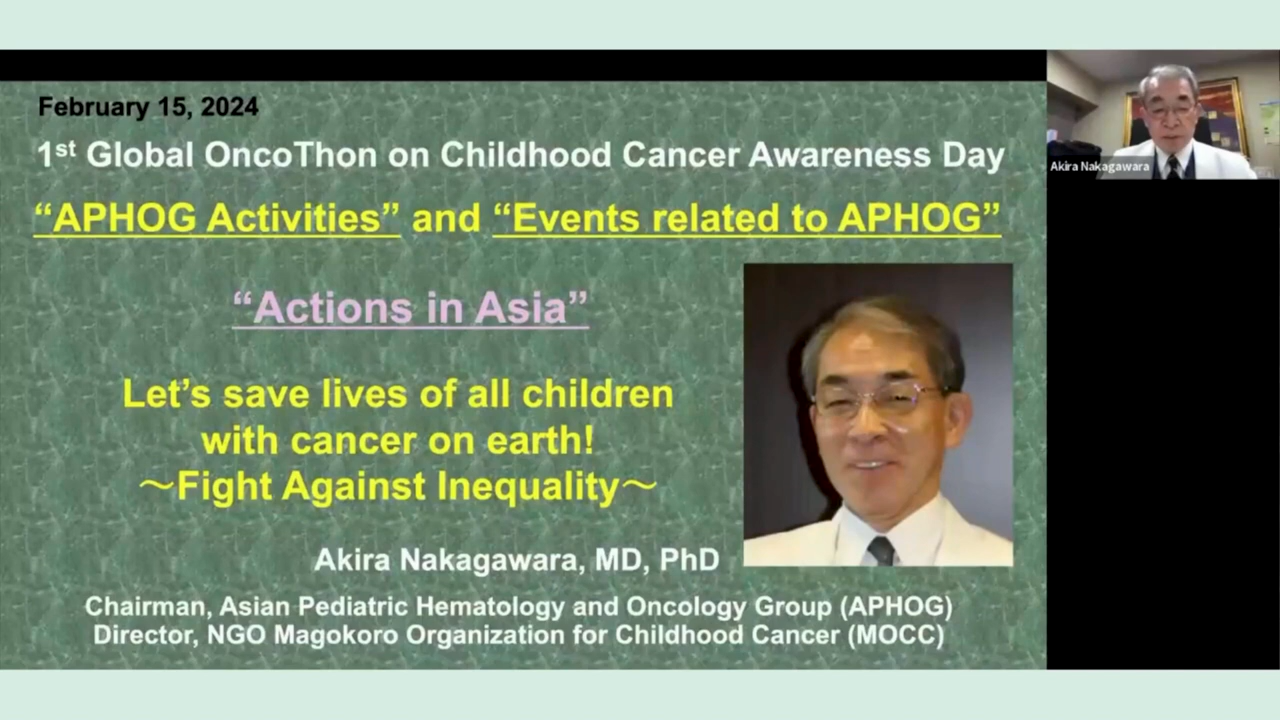 February 15, 2024
1st Global OncoThon on Childhood Cancer Awareness Day
“APHOG Activities” and “Events related to APHOG”
“Actions in Asia”
Let’s save lives of all children
with cancer on earth!
～Fight Against Inequality～
Akira Nakagawara, MD, PhD
Chairman, Asian Pediatric Hematology and Oncology Group (APHOG)
Director, NGO Magokoro Organization for Childhood Cancer (MOCC)
Akira Nakagawara